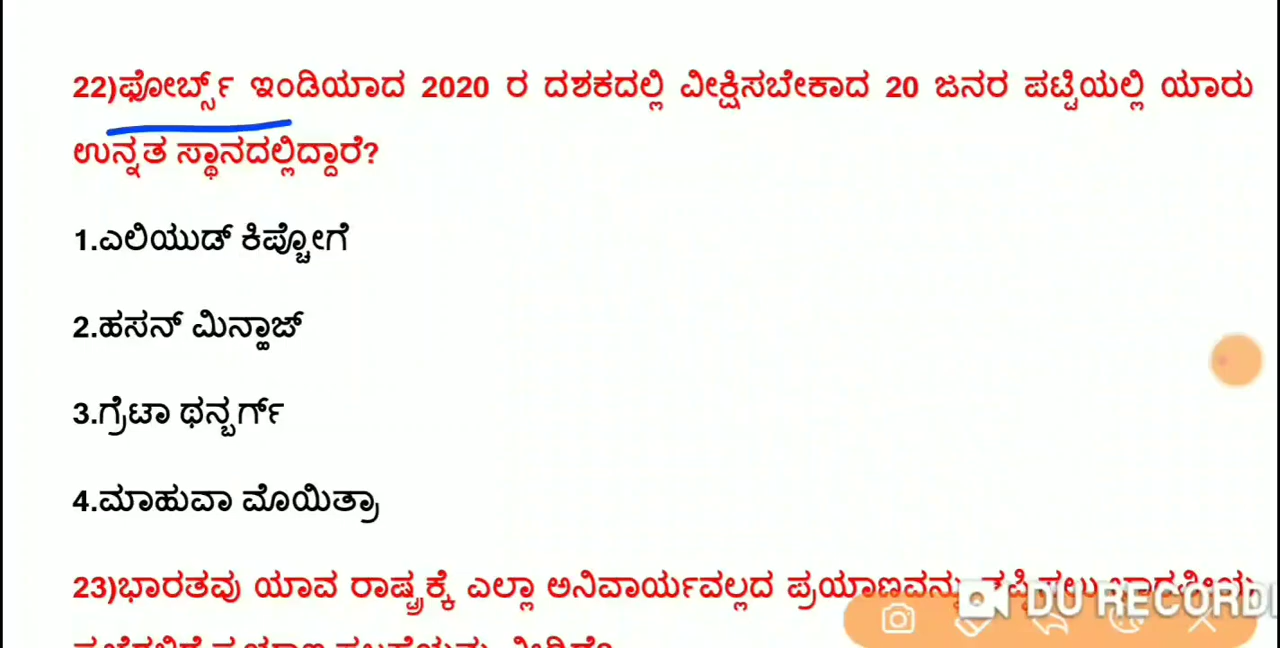 22)ಫೋರ್ಬ್ಸ್ ಇಂಡಿಯಾದ 2020 ರ ದಶಕದಲ್ಲಿ ವೀಕ್ಷಿಸಬೇಕಾದ 20 ಜನರ ಪಟ್ಟಿಯಲ್ಲಿ ಯಾರು
ಉನ್ನತ ಸ್ಥಾನದಲ್ಲಿದ್ದಾರೆ?
1.ಎಲಿಯುಡ್ ಕಿಪ್ಚೋಗೆ
2.ಹಸನ್ ಮಿನ್ಹಾಜ್
3.ಗ್ರೆಟಾ ಥನ್ಬರ್ಗ್
4.ಮಾಹುವಾ ಮೊಯಿತ್ರಾ
23)ಭಾರತವು ಯಾವ ರಾಷ್ಟ್ರಕ್ಕೆ ಎಲ್ಲಾ ಅನಿವಾರ್ಯವಲ್ಲದ ಪ್ರಯಾಣವನ್ನು
DU RECORD